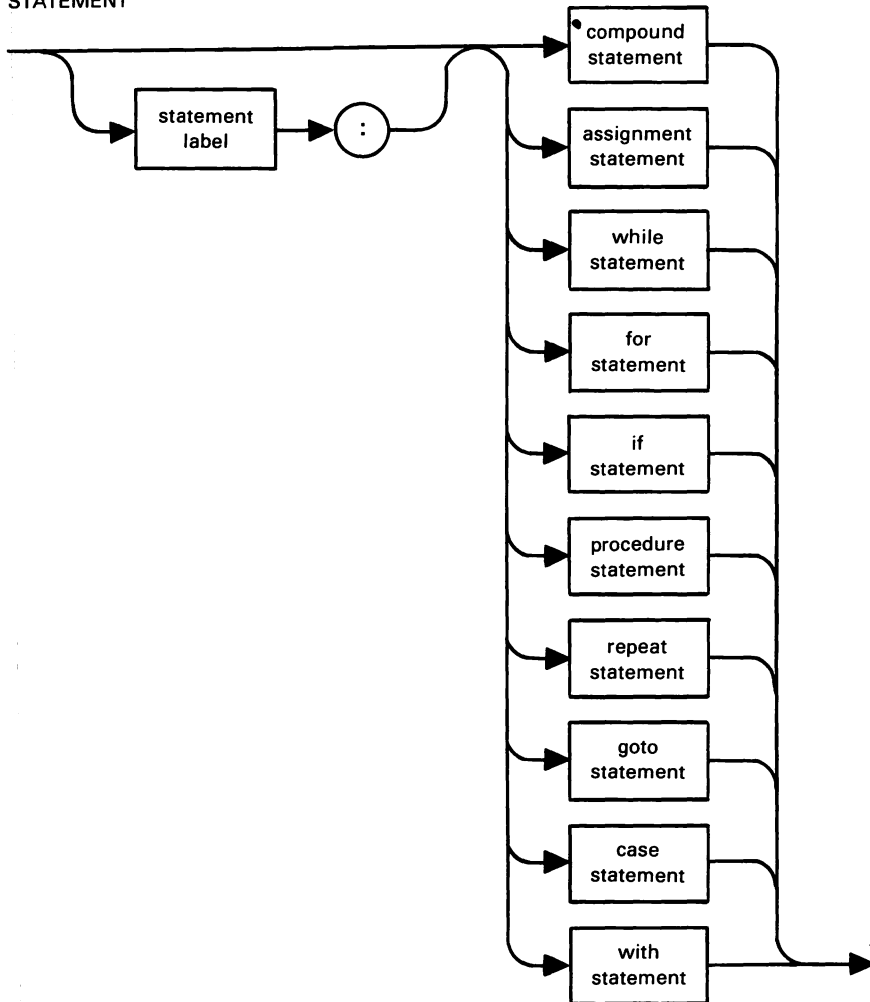 STATEMENT
compound
statement
statement
label
:
assignment
statement
while
statement
for
statement
if
statement
procedure
statement
repeat
statement
goto
statement
case
statement
with
statement